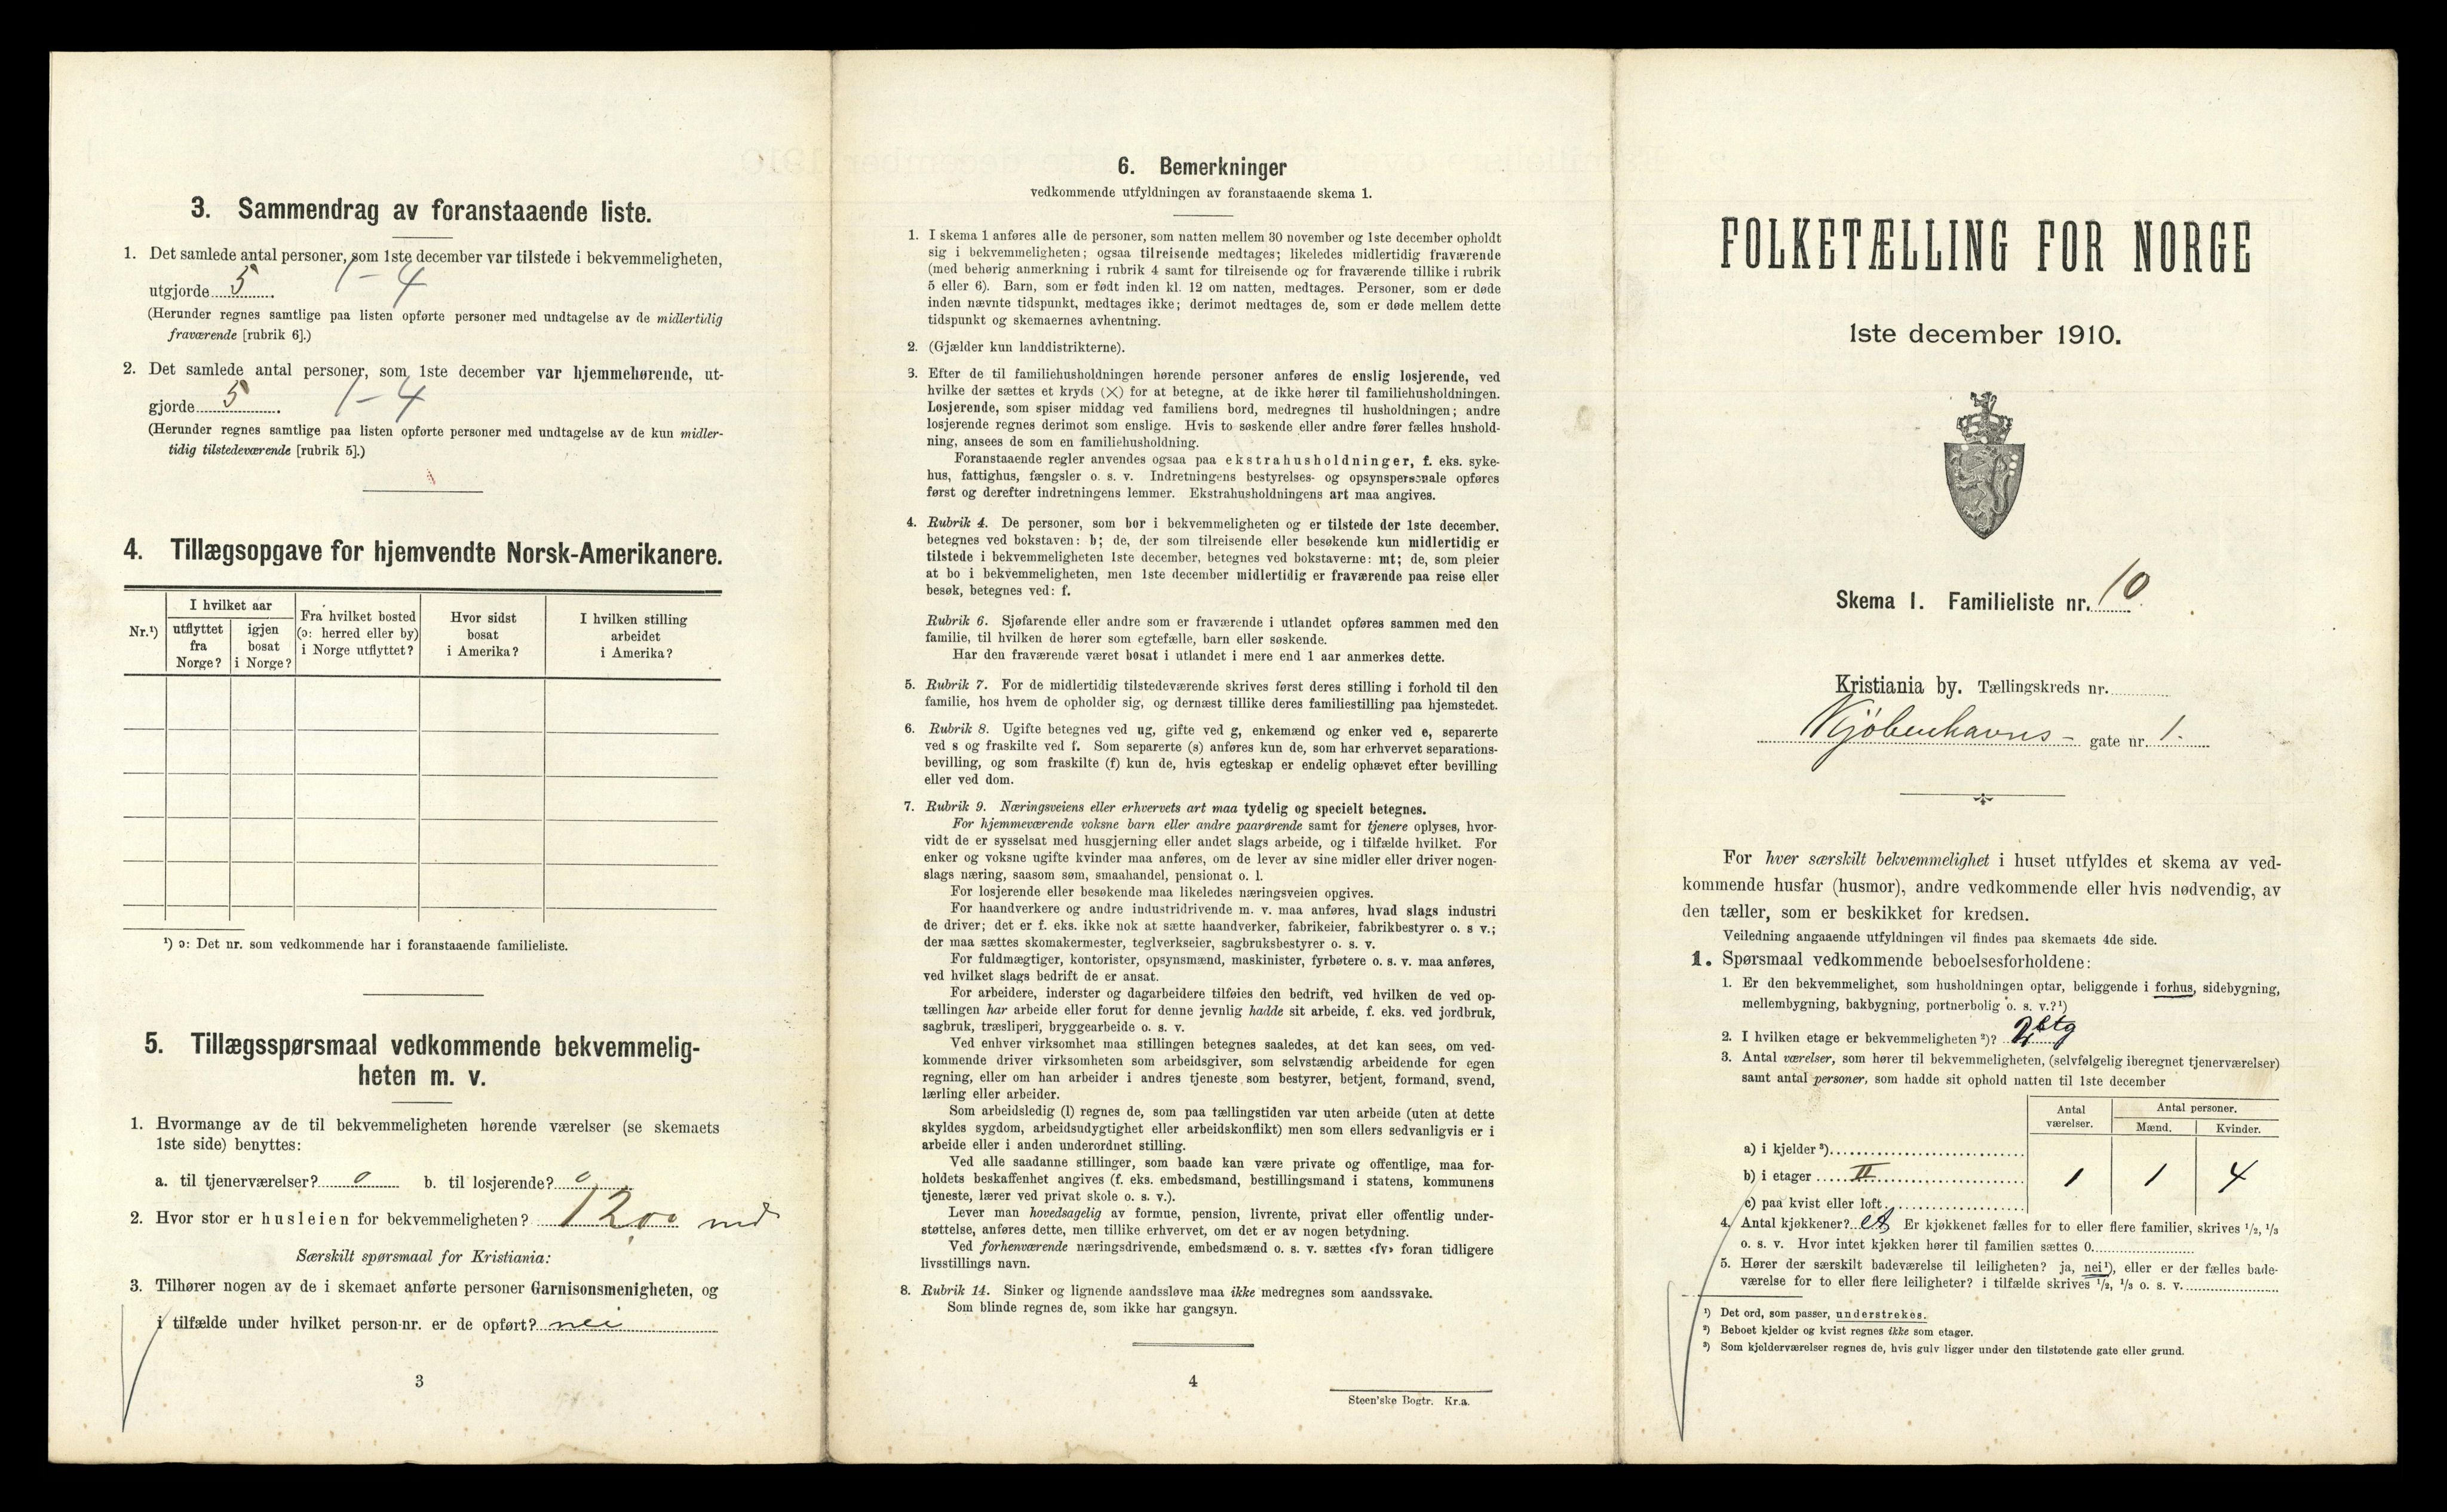 3. Sammendrag av foranstaaende liste.
1. Det samlede antal personer, som 1ste december var tilstede i bekvemmeligheten,
utgjorde 5 1 – 4
(Herunder regnes samtlige paa listen opførte personer med undtagelse av de midlertidig
fraværende [rubrik 6].)
2. Det samlede antal personer, som 1ste december var hjemmehørende, ut-
gjorde 5 1 – 4
(Herunder regnes samtlige paa listen opførte personer med undtagelse av de kun midler-
tidig tilstedeværende [rubrik 5].)
4. Tillægsopgave for hjemvendte Norsk-Amerikanere.
Nr.¹)
I hvilket aar
utflyttet
fra
Norge?
igjen
bosat
i Norge?
Fra hvilket bosted
(ɔ: herred eller by)
i Norge utflyttet?
Hvor sidst
bosat
i Amerika?
I hvilken stilling
arbeidet
i Amerika?
¹) ɔ: Det nr. som vedkommende har i foranstaaende familieliste.
5. Tillægsspørsmaal vedkommende bekvemmelig-
heten m. v.
1. Hvormange av de til bekvemmeligheten hørende værelser (se skemaets
1ste side) benyttes:
a. til tjenerværelser? 0 b. til losjerende? 0
2. Hvor stor er husleien for bekvemmeligheten? 12,00 md
Særskilt spørsmaal for Kristiania:
3. Tilhører nogen av de i skemaet anførte personer Garnisonsmenigheten, og
i tilfælde under hvilket person-nr. er de opført? nei
3
6. Bemerkninger
vedkommende utfyldningen av foranstaaende skema 1.
1. I skema 1 anføres alle de personer, som natten mellem 30 november og 1ste december opholdt
sig i bekvemmeligheten; ogsaa tilreisende medtages; likeledes midlertidig fraværende
(med behørig anmerkning i rubrik 4 samt for tilreisende og for fraværende tillike i rubrik
5 eller 6). Barn, som er født inden kl. 12 om natten, medtages. Personer, som er døde
inden nævnte tidspunkt, medtages ikke; derimot medtages de, som er døde mellem dette
tidspunkt og skemaernes avhentning.
2. (Gjælder kun landdistrikterne).
3. Efter de til familiehusholdningen hørende personer anføres de enslig losjerende, ved
hvilke der sættes et kryds (×) for at betegne, at de ikke hører til familiehusholdningen.
Losjerende, som spiser middag ved familiens bord, medregnes til husholdningen; andre
losjerende regnes derimot som enslige. Hvis to søskende eller andre fører fælles hushold-
ning, ansees de som en familiehusholdning.
Foranstaaende regler anvendes ogsaa paa ekstrahusholdninger, f. eks. syke-
hus, fattighus, fængsler o. s. v. Indretningens bestyrelses- og opsynspersonale opføres
først og derefter indretningens lemmer. Ekstrahusholdningens art maa angives.
4. Rubrik 4. De personer, som bor i bekvemmeligheten og er tilstede der 1ste december,
betegnes ved bokstaven: b; de, der som tilreisende eller besøkende kun midlertidig er
tilstede i bekvemmeligheten 1ste december, betegnes ved bokstaverne: mt; de, som pleier
at bo i bekvemmeligheten, men 1ste december midlertidig er fraværende paa reise eller
besøk, betegnes ved: f.
Rubrik 6. Sjøfarende eller andre som er fraværende i utlandet opføres sammen med den
familie, til hvilken de hører som egtefælle, barn eller søskende.
Har den fraværende været bosat i utlandet i mere end 1 aar anmerkes dette.
5. Rubrik 7. For de midlertidig tilstedeværende skrives først deres stilling i forhold til den
familie, hos hvem de opholder sig, og dernæst tillike deres familiestilling paa hjemstedet.
6. Rubrik 8. Ugifte betegnes ved ug, gifte ved g, enkemænd og enker ved e, separerte
ved s og fraskilte ved f. Som separerte (s) anføres kun de, som har erhvervet separations-
bevilling, og som fraskilte (f) kun de, hvis egteskap er endelig ophævet efter bevilling
eller ved dom.
7. Rubrik 9. Næringsveiens eller erhvervets art maa tydelig og specielt betegnes.
For hjemmeværende voksne barn eller andre paarørende samt for tjenere oplyses, hvor-
vidt de er sysselsat med husgjerning eller andet slags arbeide, og i tilfælde hvilket. For
enker og voksne ugifte kvinder maa anføres, om de lever av sine midler eller driver nogen-
slags næring, saasom søm, smaahandel, pensionat o. l.
For losjerende eller besøkende maa likeledes næringsveien opgives.
For haandverkere og andre industridrivende m. v. maa anføres, hvad slags industri
de driver; det er f. eks. ikke nok at sætte haandverker, fabrikeier, fabrikbestyrer o. s v.;
der maa sættes skomakermester, teglverkseier, sagbruksbestyrer o. s. v.
For fuldmægtiger, kontorister, opsynsmænd, maskinister, fyrbøtere o. s. v. maa anføres,
ved hvilket slags bedrift de er ansat.
For arbeidere, inderster og dagarbeidere tilføies den bedrift, ved hvilken de ved op-
tællingen har arbeide eller forut for denne jevnlig hadde sit arbeide, f. eks. ved jordbruk,
sagbruk, træsliperi, bryggearbeide o. s. v.
Ved enhver virksomhet maa stillingen betegnes saaledes, at det kan sees, om ved-
kommende driver virksomheten som arbeidsgiver, som selvstændig arbeidende for egen
regning, eller om han arbeider i andres tjeneste som bestyrer, betjent, formand, svend,
lærling eller arbeider.
Som arbeidsledig (l) regnes de, som paa tællingstiden var uten arbeide (uten at dette
skyldes sygdom, arbeidsudygtighet eller arbeidskonflikt) men som ellers sedvanligvis er i
arbeide eller i anden underordnet stilling.
Ved alle saadanne stillinger, som baade kan være private og offentlige, maa for-
holdets beskaffenhet angives (f. eks. embedsmand, bestillingsmand i statens, kommunens
tjeneste, lærer ved privat skole o. s. v.).
Lever man hovedsagelig av formue, pension, livrente, privat eller offentlig under-
støttelse, anføres dette, men tillike erhvervet, om det er av nogen betydning.
Ved forhenværende næringsdrivende, embedsmænd o. s. v. sættes «fv» foran tidligere
livsstillings navn.
8. Rubrik 14. Sinker og lignende aandssløve maa ikke medregnes som aandssvake.
Som blinde regnes de, som ikke har gangsyn.
4
Steen'ske Bogtr. Kr.a.
FOLKETÆLLING FOR NORGE
1ste december 1910.
Skema 1. Familieliste nr. 10
Kristiania by. Tællingskreds nr.
Kjöbenhavns- gate nr. 1.
For hver særskilt bekvemmelighet i huset utfyldes et skema av ved-
kommende husfar (husmor), andre vedkommende eller hvis nødvendig, av
den tæller, som er beskikket for kredsen.
Veiledning angaaende utfyldningen vil findes paa skemaets 4de side.
1. Spørsmaal vedkommende beboelsesforholdene:
1. Er den bekvemmelighet, som husholdningen optar, beliggende i forhus, sidebygning,
mellembygning, bakbygning, portnerbolig o. s. v.?¹)
2. I hvilken etage er bekvemmeligheten²)? 2 etg
3. Antal værelser, som hører til bekvemmeligheten, (selvfølgelig iberegnet tjenerværelser)
samt antal personer, som hadde sit ophold natten til 1ste december
Antal
værelser.
Antal personer.
Mænd. Kvinder.
a) i kjelder³)
b) i etager II 1 1 4
c) paa kvist eller loft
4. Antal kjøkkener? et Er kjøkkenet fælles for to eller flere familier, skrives ¹/₂, ¹/₃
o. s. v. Hvor intet kjøkken hører til familien sættes 0.
5. Hører der særskilt badeværelse til leiligheten? ja, nei¹), eller er der fælles bade-
værelse for to eller flere leiligheter? i tilfælde skrives ¹/₂, ¹/₃ o. s. v.
¹) Det ord, som passer, understrekes.
²) Beboet kjelder og kvist regnes ikke som etager.
³) Som kjelderværelser regnes de, hvis gulv ligger under den tilstøtende gate eller grund.